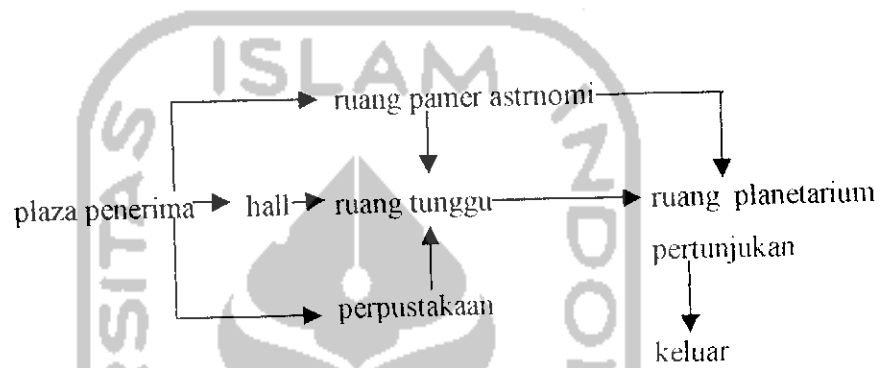 ISLAM
ruang pamer astrnomi
plaza penerima hall ruang tunggu ruang planetarium
pertunjukan
perpustakaan
keluar